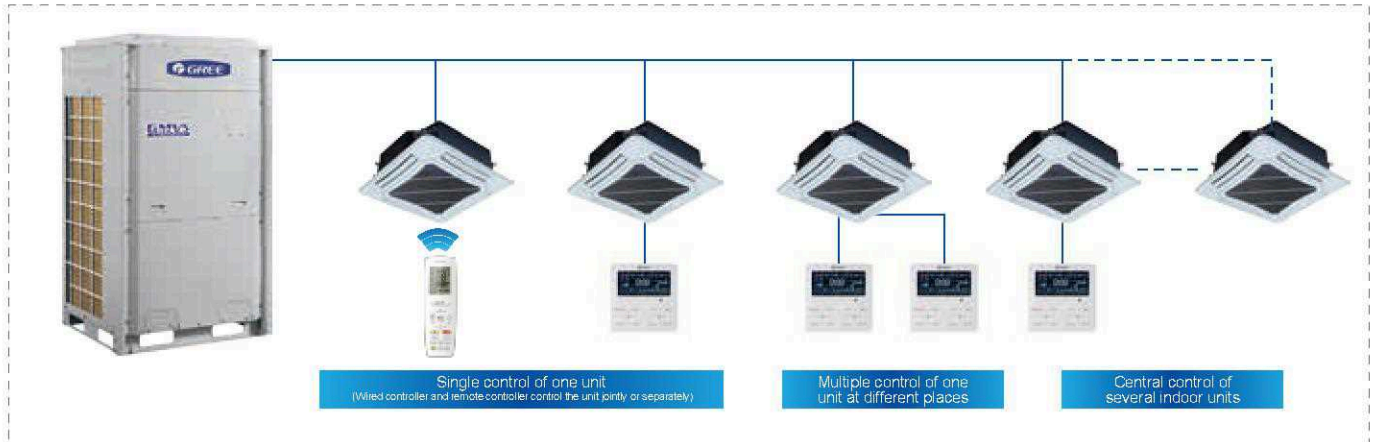 GREE
GMV5
Single control of one unit
(Wired controller and remote controller control the unit jointly or separately)
Multiple control of one
unit at different places
Central control of
several indoor units